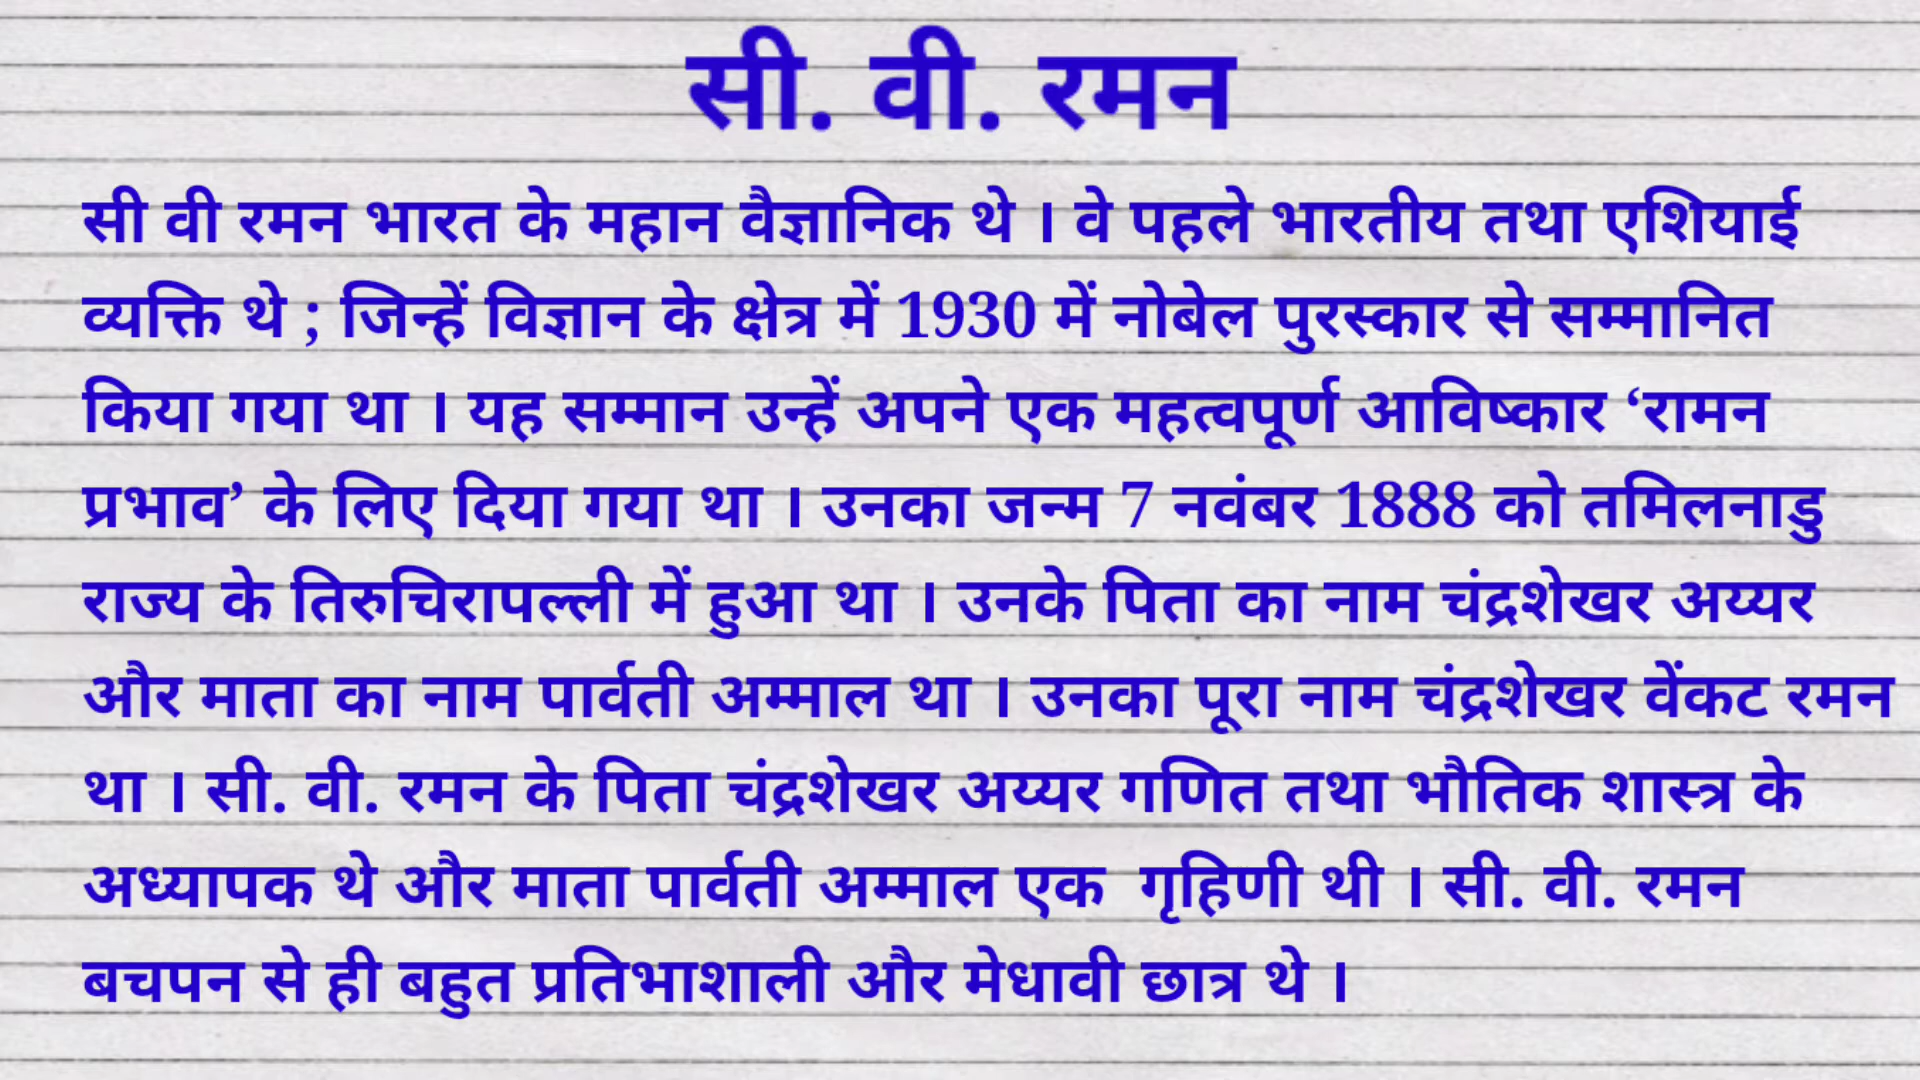 सी. वी. रमन
सी वी रमन भारत के महान वैज्ञानिक थे । वे पहले भारतीय तथा एशियाई
व्यक्ति थे ; जिन्हें विज्ञान के क्षेत्र में 1930 में नोबेल पुरस्कार से सम्मानित
किया गया था । यह सम्मान उन्हें अपने एक महत्वपूर्ण आविष्कार ‘रामन
प्रभाव’ के लिए दिया गया था । उनका जन्म 7 नवंबर 1888 को तमिलनाडु
राज्य के तिरुचिरापल्ली में हुआ था । उनके पिता का नाम चंद्रशेखर अय्यर
और माता का नाम पार्वती अम्माल था । उनका पूरा नाम चंद्रशेखर वेंकट रमन
था । सी. वी. रमन के पिता चंद्रशेखर अय्यर गणित तथा भौतिक शास्त्र के
अध्यापक थे और माता पार्वती अम्माल एक  गृहिणी थी । सी. वी. रमन
बचपन से ही बहुत प्रतिभाशाली और मेधावी छात्र थे ।